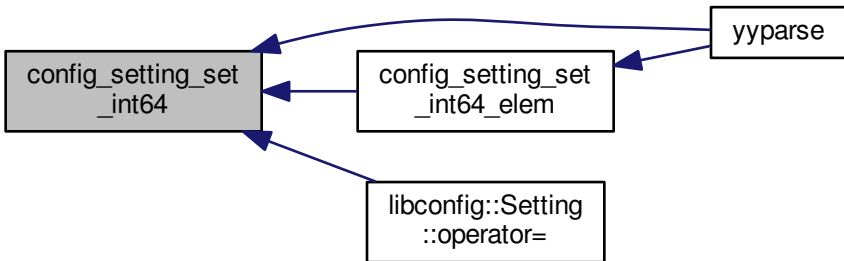 config_setting_set
_int64
config_setting_set
_int64_elem
yyparse
libconfig::Setting
::operator=